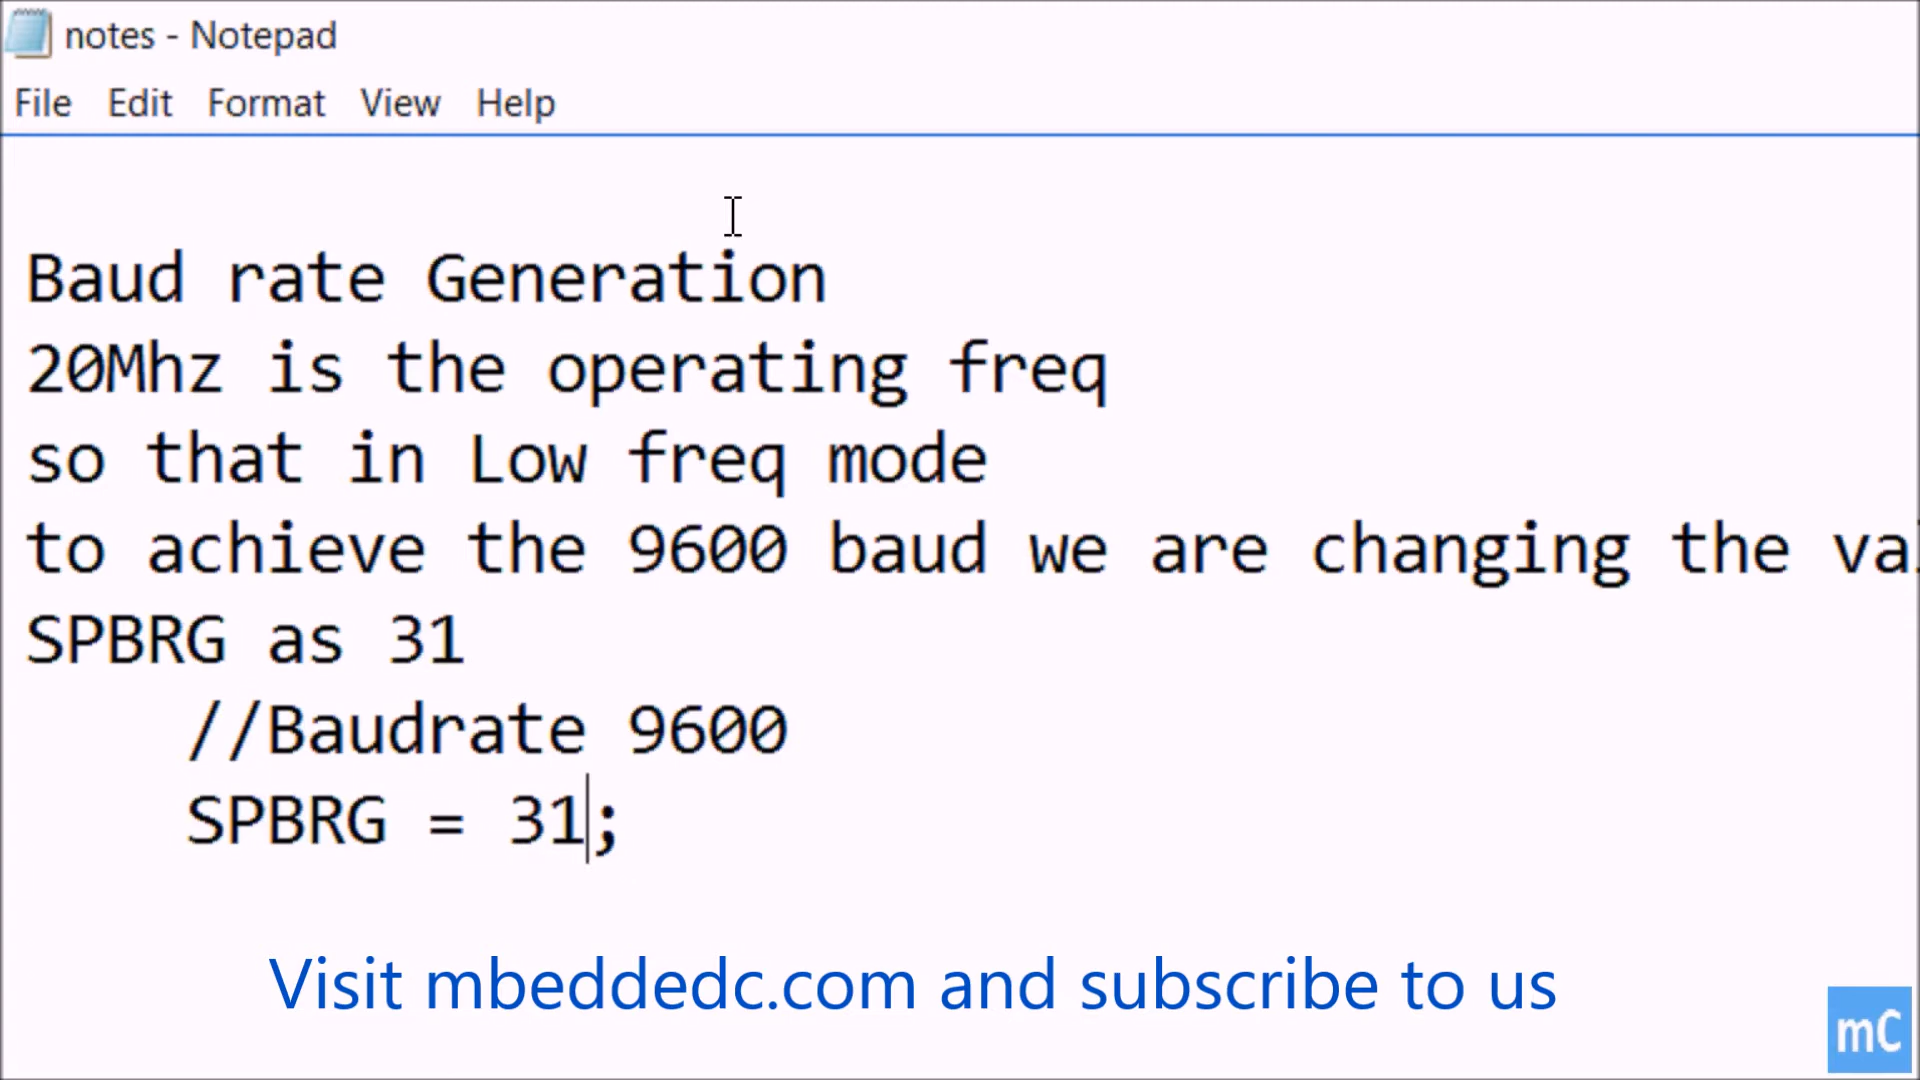 notes - Notepad
File Edit Format View Help
Baud rate Generation
20Mhz is the operating freq
so that in Low freq mode
to achieve the 9600 baud we are changing the
SPBRG as 31
//Baudrate 9600
SPBRG = 31;
Visit mbeddedc.com and subscribe to us
mC